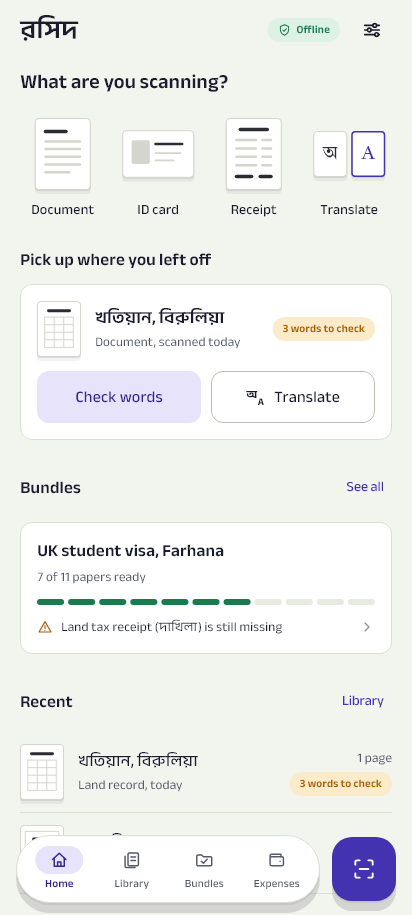 রসিদ
Offline
What are you scanning?
অ A
Document
ID card
Receipt
Translate
Pick up where you left off
খতিয়ান, বিরুলিয়া
Document, scanned today
3 words to check
Check words
অA Translate
Bundles
See all
UK student visa, Farhana
7 of 11 papers ready
Land tax receipt (দাখিলা) is still missing
Recent
Library
খতিয়ান, বিরুলিয়া
1 page
Land record, today
3 words to check
Home
Library
Bundles
Expenses